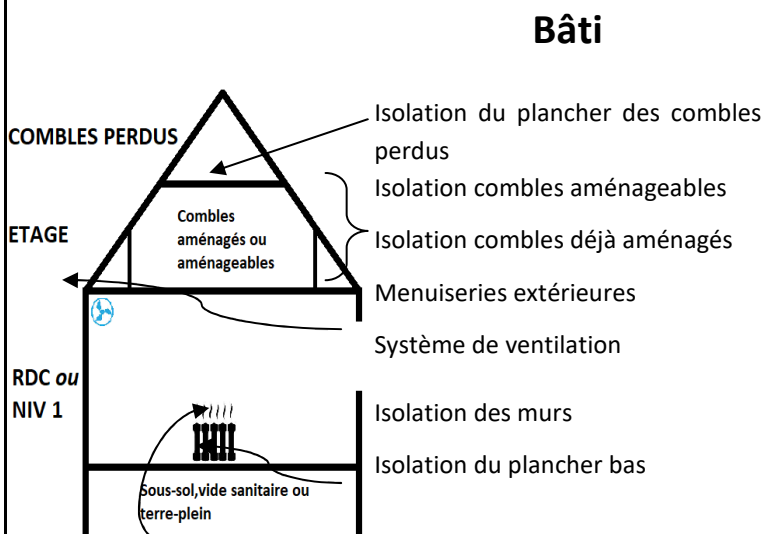 Bâti
COMBLES PERDUS
Isolation du plancher des combles
perdus
Isolation combles aménageables
Combles
aménagés ou
aménageables
ETAGE
Isolation combles déjà aménagés
Menuiseries extérieures
Système de ventilation
RDC ou
NIV 1
Isolation des murs
Isolation du plancher bas
Sous-sol,vide sanitaire ou
terre-plein